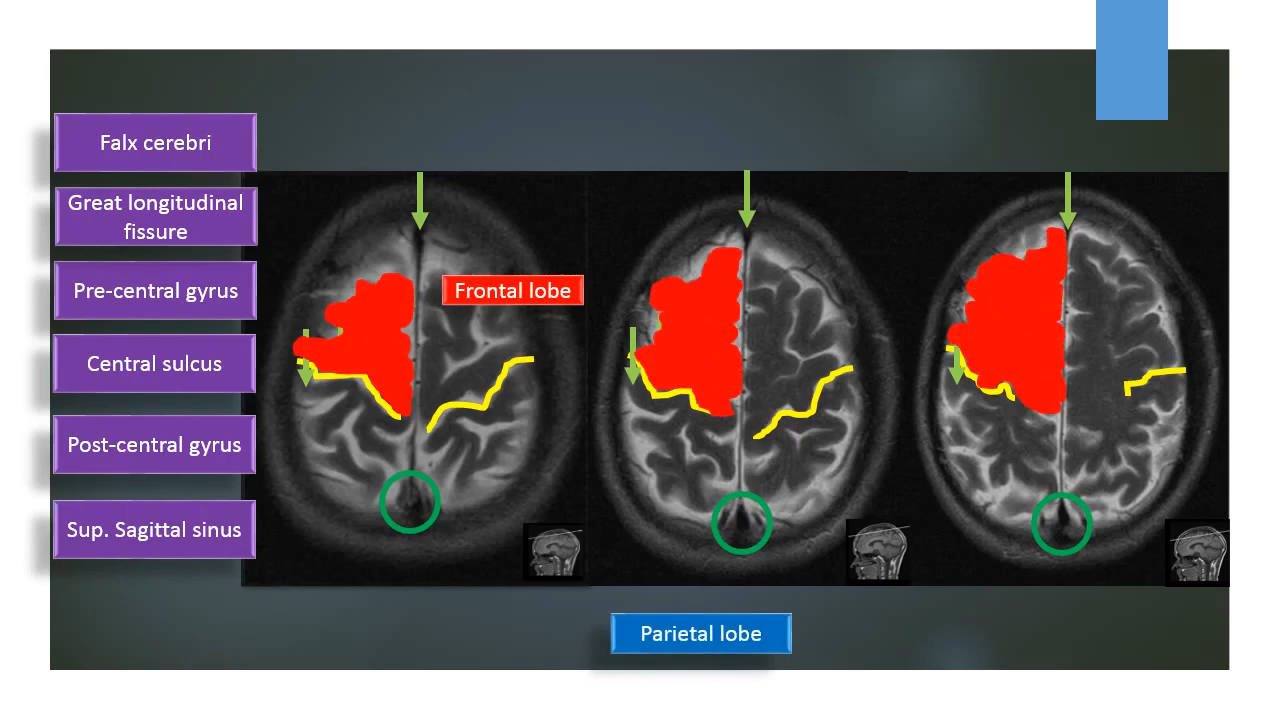 Falx cerebri
Great longitudinal
fissure
Pre-central gyrus
Frontal lobe
Central sulcus
Post-central gyrus
Sup. Sagittal sinus
Parietal lobe